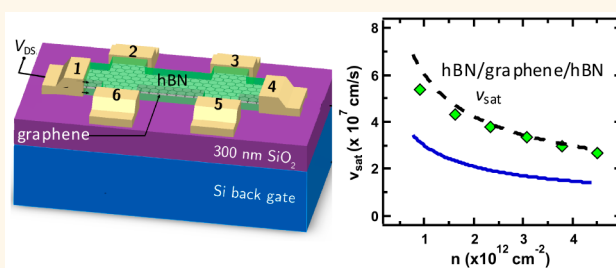 V_DS
1
2
3
4
5
6
hBN
graphene
300 nm SiO₂
Si back gate
v_sat (x 10⁷ cm/s)
8
6
4
2
0
hBN/graphene/hBN
v_sat
1 2 3 4
n (x10¹² cm⁻²)